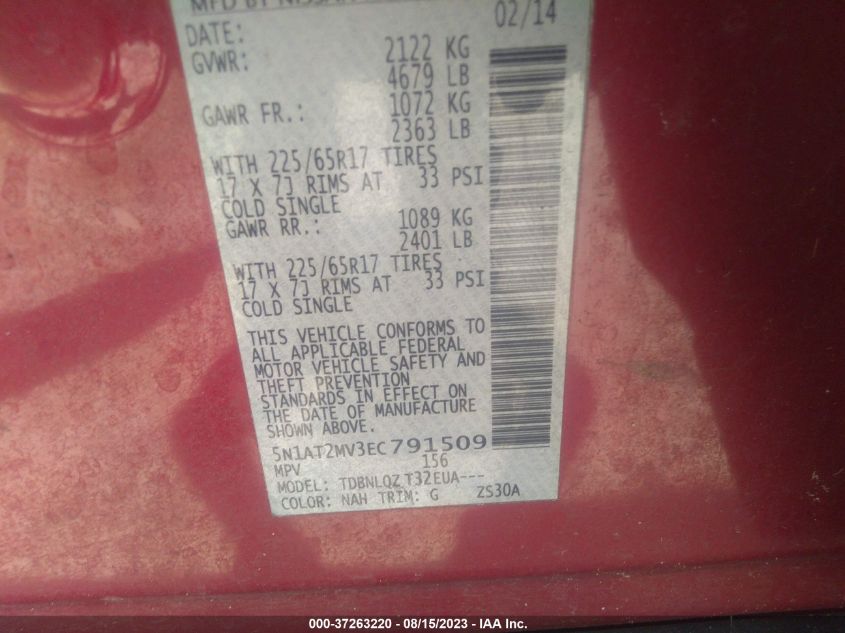 MFD BY NISSAN
DATE: 02/14
GVWR: 2122 KG
4679 LB
GAWR FR.: 1072 KG
2363 LB
WITH 225/65R17 TIRES
17 X 7J RIMS AT 33 PSI
COLD SINGLE
GAWR RR.: 1089 KG
2401 LB
WITH 225/65R17 TIRES
17 X 7J RIMS AT 33 PSI
COLD SINGLE
THIS VEHICLE CONFORMS TO
ALL APPLICABLE FEDERAL
MOTOR VEHICLE SAFETY AND
THEFT PREVENTION
STANDARDS IN EFFECT ON
THE DATE OF MANUFACTURE
SHOWN ABOVE.
5N1AT2MV3EC791509
MPV 156
MODEL: TDBNLQZ T32EUA---
COLOR: NAH TRIM: G ZS30A
000-37263220 - 08/15/2023 - IAA Inc.